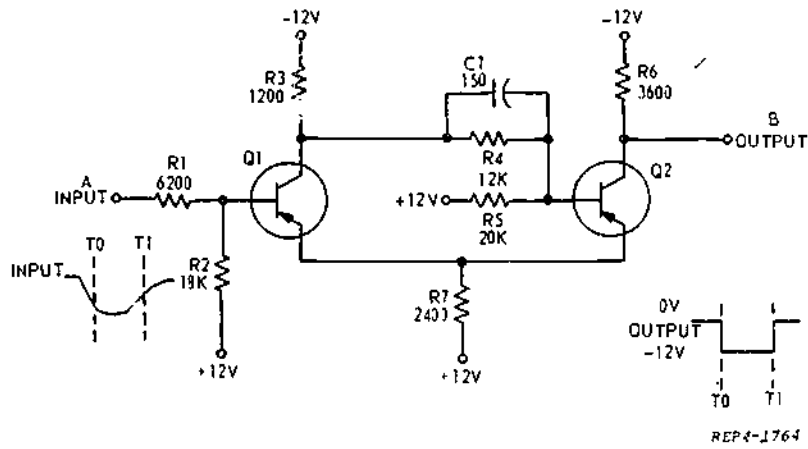 -12V
-12V
R3
1200
C1
150
R6
3600
B
OUTPUT
Q1
R4
12K
Q2
R1
6200
A
INPUT
+12V
R5
20K
T0 T1
INPUT
R2
18K
R7
2400
0V
OUTPUT
-12V
+12V
+12V
T0 T1
REP4-1764